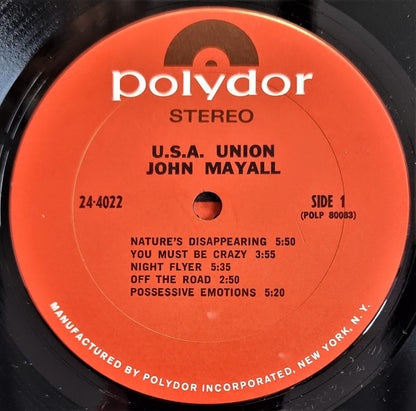 polydor
STEREO
U.S.A. UNION
JOHN MAYALL
24-4022
SIDE 1
(POLP 80083)
NATURE'S DISAPPEARING 5:50
YOU MUST BE CRAZY 3:55
NIGHT FLYER 5:35
OFF THE ROAD 2:50
POSSESSIVE EMOTIONS 5:20
MANUFACTURED BY POLYDOR INCORPORATED, NEW YORK, N. Y.